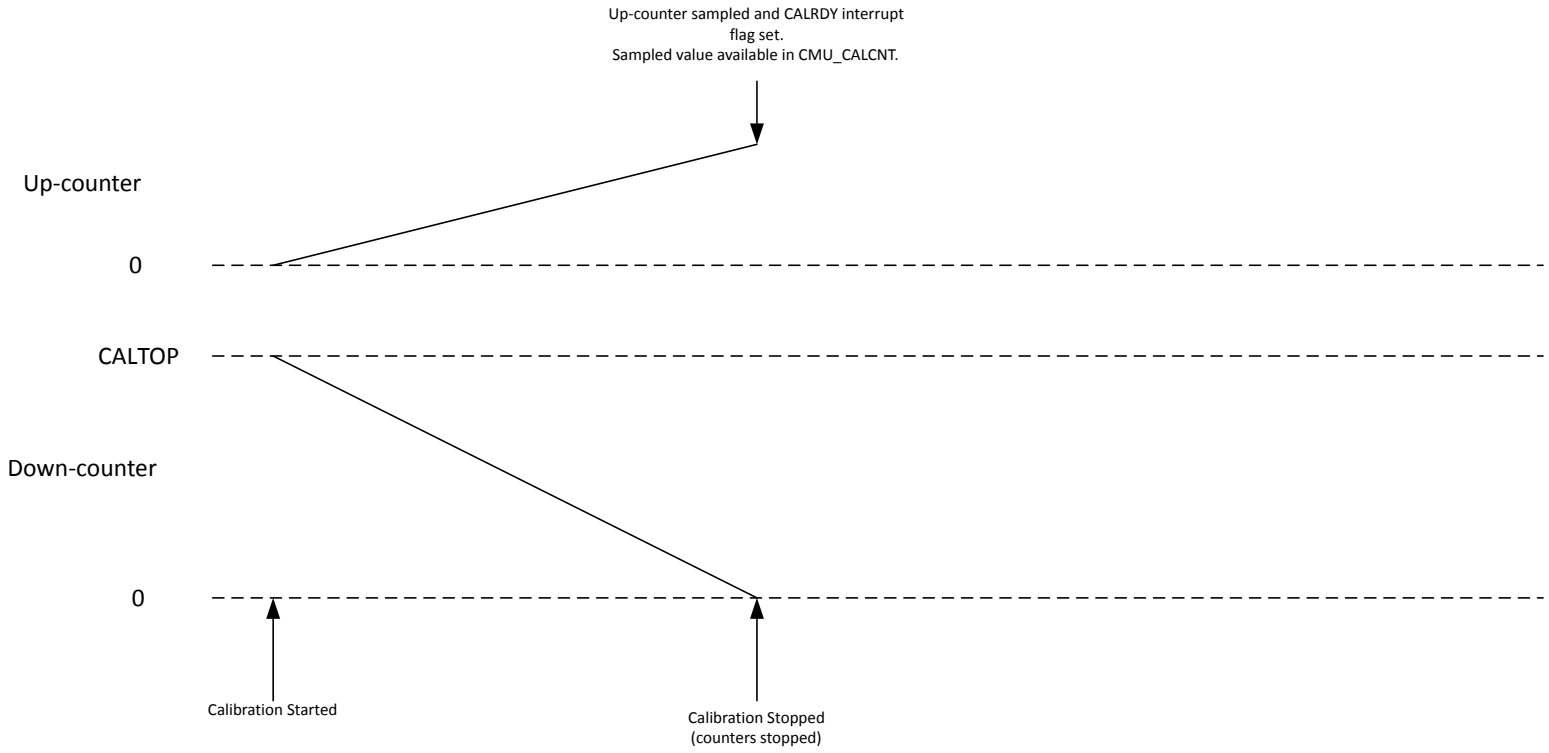 Up-counter sampled and CALRDY interrupt
flag set.
Sampled value available in CMU_CALCNT.
Up-counter
0
CALTOP
Down-counter
0
Calibration Started
Calibration Stopped
(counters stopped)